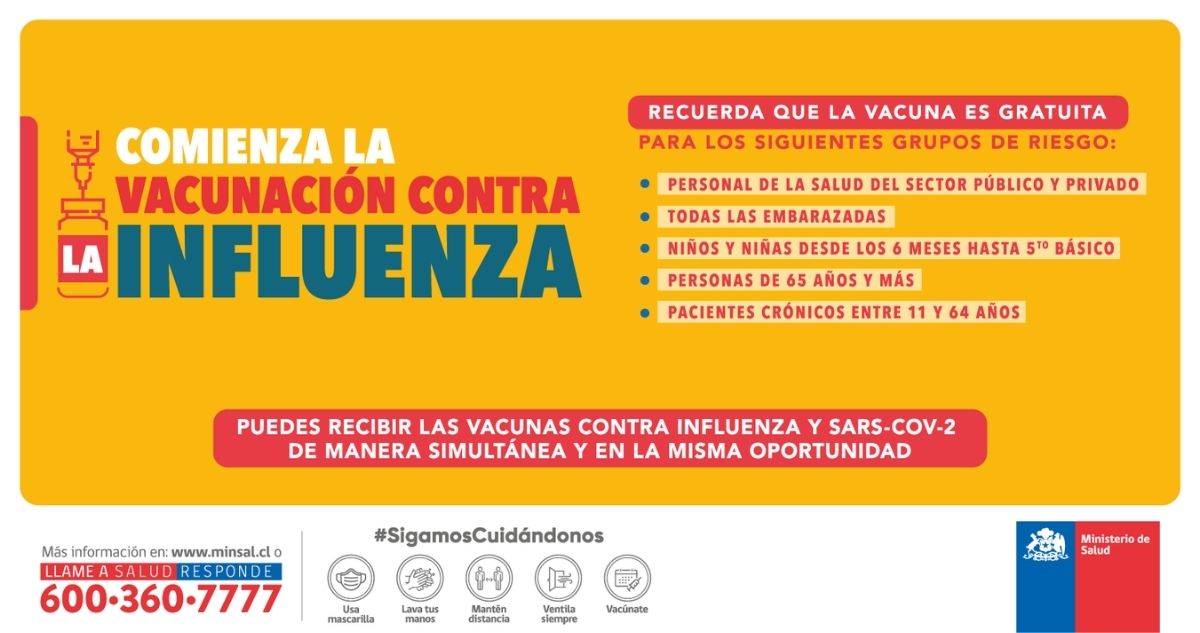 COMIENZA LA
VACUNACIÓN CONTRA
LA INFLUENZA
RECUERDA QUE LA VACUNA ES GRATUITA
PARA LOS SIGUIENTES GRUPOS DE RIESGO:
• PERSONAL DE LA SALUD DEL SECTOR PÚBLICO Y PRIVADO
• TODAS LAS EMBARAZADAS
• NIÑOS Y NIÑAS DESDE LOS 6 MESES HASTA 5TO BÁSICO
• PERSONAS DE 65 AÑOS Y MÁS
• PACIENTES CRÓNICOS ENTRE 11 Y 64 AÑOS
PUEDES RECIBIR LAS VACUNAS CONTRA INFLUENZA Y SARS-COV-2
DE MANERA SIMULTÁNEA Y EN LA MISMA OPORTUNIDAD
Más información en: www.minsal.cl o
LLAME A SALUD RESPONDE
600•360•7777
#SigamosCuidándonos
Usa
mascarilla
Lava tus
manos
Mantén
distancia
Ventila
siempre
Vacúnate
Ministerio de
Salud